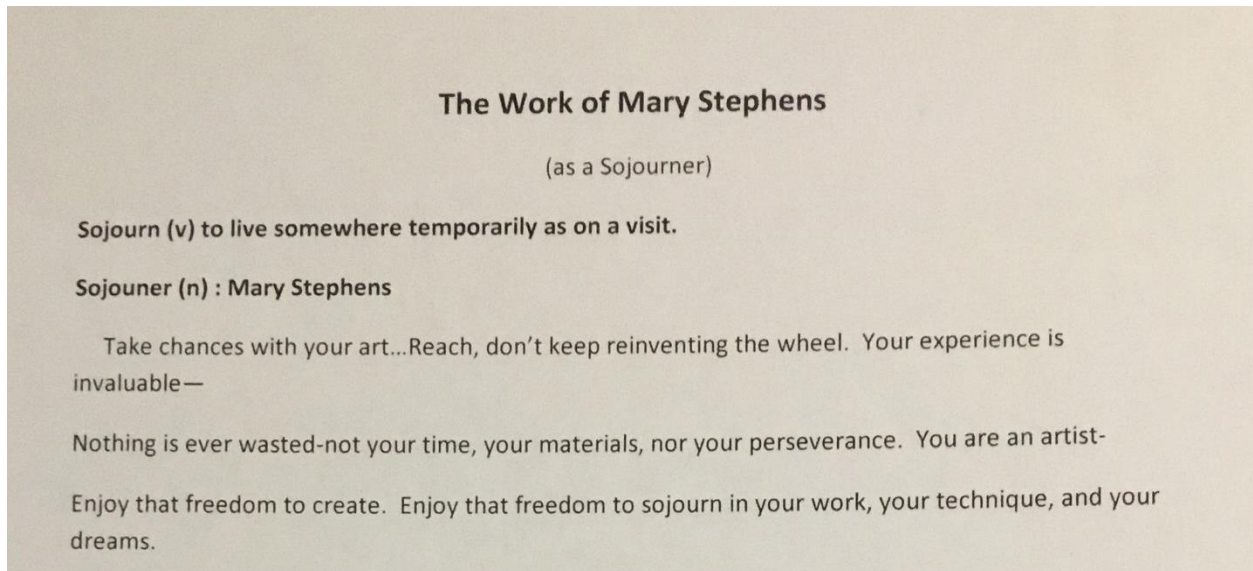 The Work of Mary Stephens
(as a Sojourner)
Sojourn (v) to live somewhere temporarily as on a visit.
Sojouner (n) : Mary Stephens
Take chances with your art...Reach, don't keep reinventing the wheel.  Your experience is
invaluable—
Nothing is ever wasted-not your time, your materials, nor your perseverance.  You are an artist-
Enjoy that freedom to create.  Enjoy that freedom to sojourn in your work, your technique, and your
dreams.